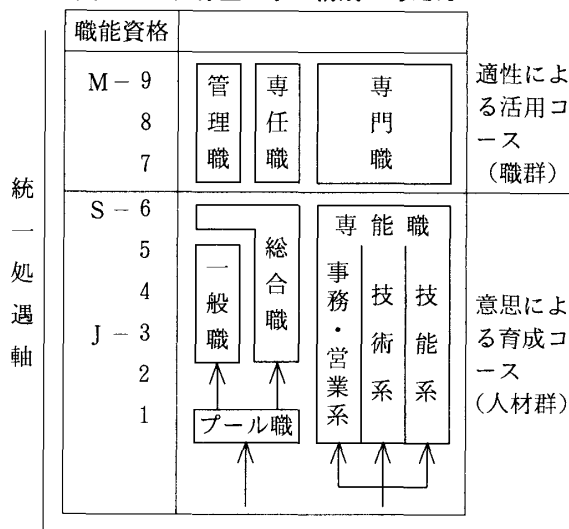 職能資格
M－9
8
7
S－6
5
4
J－3
2
1
統一処遇軸
管理職
専任職
専門職
一般職
総合職
プール職
専能職
事務・営業系
技術系
技能系
適性によ
る活用コ
ース
(職群)
意思によ
る育成コ
ース
(人材群)